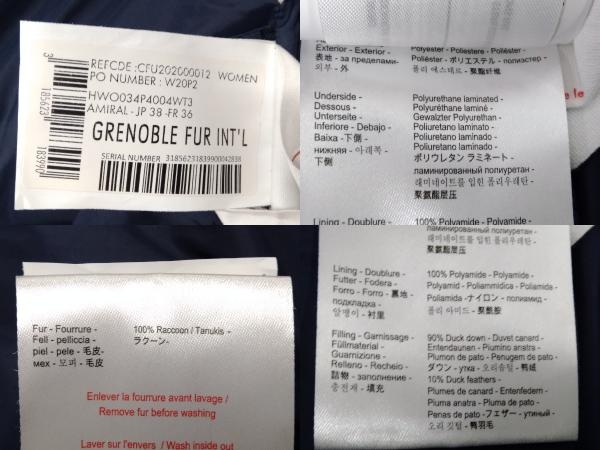 REFCDE :CFU202000012 WOMEN
PO NUMBER : W20P2
HWO034P4004WT3
AMIRAL - JP 38 -FR 36
GRENOBLE FUR INT'L
SERIAL NUMBER 31856231839900042838
3 185623 183990
Exterior - Exterior -
表地 - за пределами-
외부 - 外
Polyester - Poliestere - Poliéster -
Poliester - ポリエステル - полиэстер -
폴리 에스테르 - 聚酯纤维
Underside -
Dessous -
Unterseite -
Inferiore - Debajo -
Baixa - 下側 -
нижняя - 아래쪽 -
下侧
Polyurethane laminated-
Polyuréthane laminé -
Gewalzter Polyurethan -
Poliuretano laminato -
Poliuretano laminado -
Poliuretano laminado -
ポリウレタン ラミネート -
ламинированный полиуретан -
래미네이트를 입힌 폴리우레탄 -
聚氨酯层压
Lining - Doublure -
100% Polyamide - Polyamide-
Fur - Fourrure -
Fell - pelliccia -
piel - pele - 毛皮-
мех - 모피 - 毛皮
100% Raccoon / Tanukis -
ラクーン-
Enlever la fourrure avant lavage /
Remove fur before washing
Laver sur l'envers / Wash inside out
ламинированный полиуретан -
래미네이트를 입힌 폴리우레탄 -
聚氨酯层压
Lining - Doublure -
Futter - Fodera -
Forro - Forro - 裏地 -
подкладка -
안감 - 衬里
100% Polyamide - Polyamide -
Polyamid - Poliammidica - Poliamida -
Poliamida - ナイロン - полиамид -
폴리 아미드 - 聚酰胺
Filling - Garnissage -
Füllmaterial -
Guarnizione -
Relleno - Recheio -
詰物 - заполнение -
충전재 - 填充
90% Duck down - Duvet canard -
Entendaunen - Piumino anatra -
Plumon de pato - Penugem de pato -
ダウン - утка - 오리솜털 - 鸭绒
10% Duck feathers -
Plumes de canard - Entenfedern -
Piuma anatra - Pluma de pato -
Penas de pato - フェザー - утиный -
오리 깃털 - 鸭羽毛